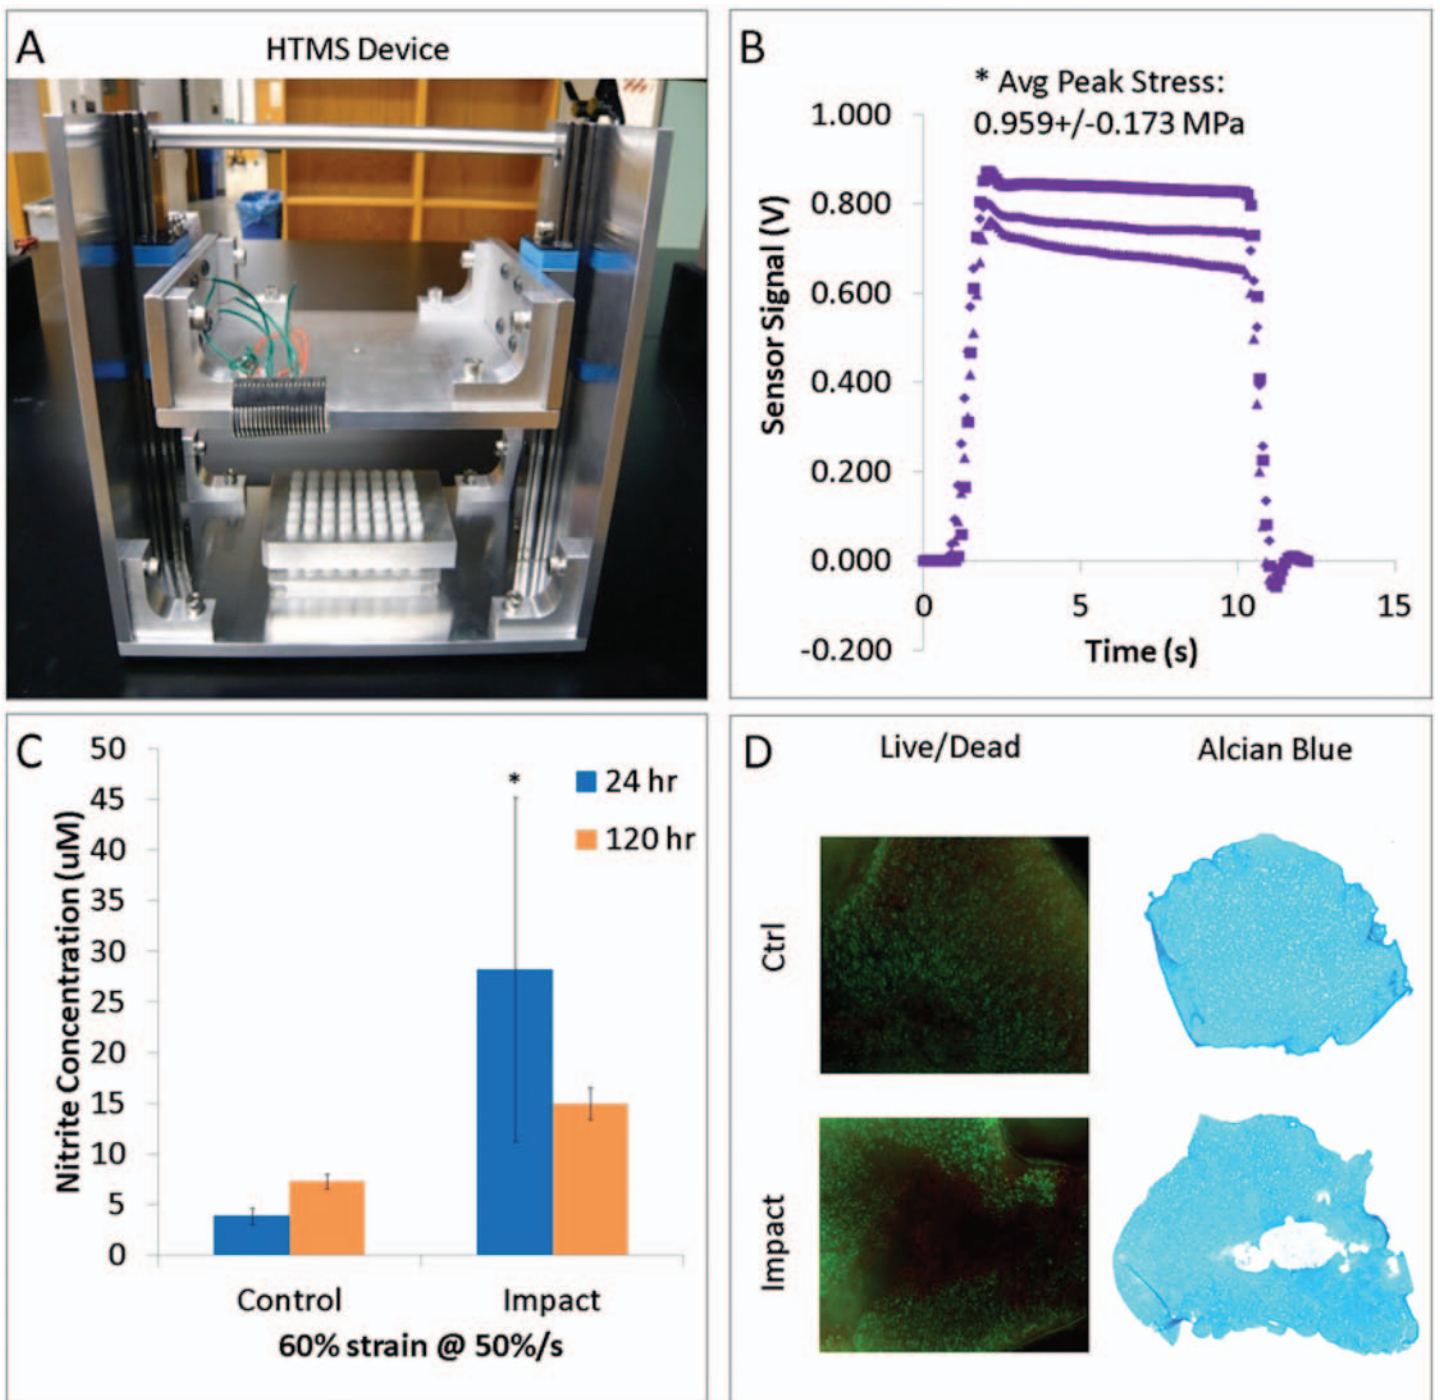 A
HTMS Device
B
* Avg Peak Stress:
0.959+/-0.173 MPa
1.000
0.800
0.600
0.400
0.200
0.000
-0.200
Sensor Signal (V)
0 5 10 15
Time (s)
C
50
45
40
35
30
25
20
15
10
5
0
Nitrite Concentration (uM)
*
24 hr
120 hr
Control Impact
60% strain @ 50%/s
D
Live/Dead Alcian Blue
Ctrl
Impact